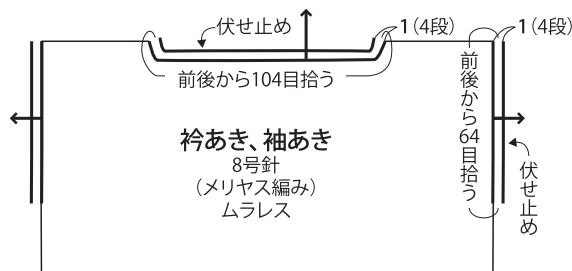 伏せ止め
1（4段）
1（4段）
前後から104目拾う
前後から64目拾う
衿あき、袖あき
8号針
（メリヤス編み）
ムラレス
伏せ止め